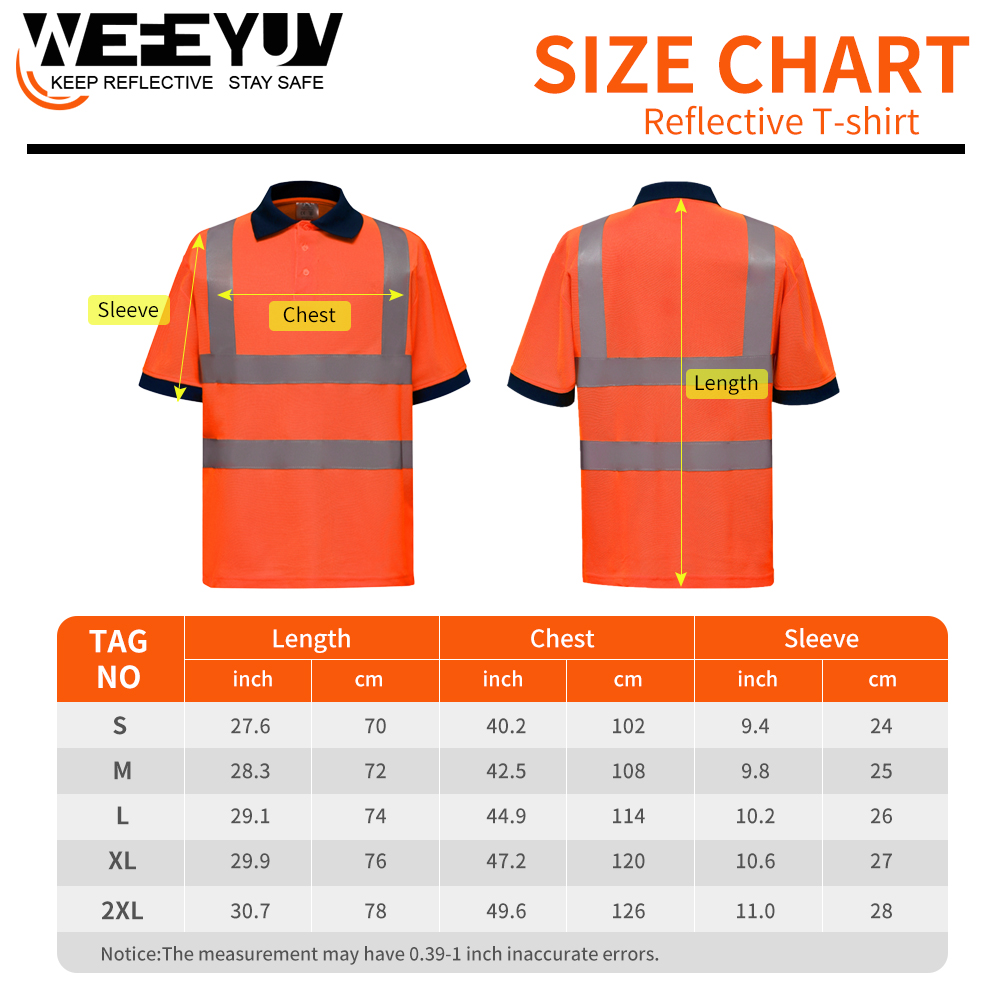 WEFEYUV
KEEP REFLECTIVE STAY SAFE
SIZE CHART
Reflective T-shirt
Sleeve
Chest
Length
TAG NO Length Chest Sleeve
inch cm inch cm inch cm
S 27.6 70 40.2 102 9.4 24
M 28.3 72 42.5 108 9.8 25
L 29.1 74 44.9 114 10.2 26
XL 29.9 76 47.2 120 10.6 27
2XL 30.7 78 49.6 126 11.0 28
Notice:The measurement may have 0.39-1 inch inaccurate errors.